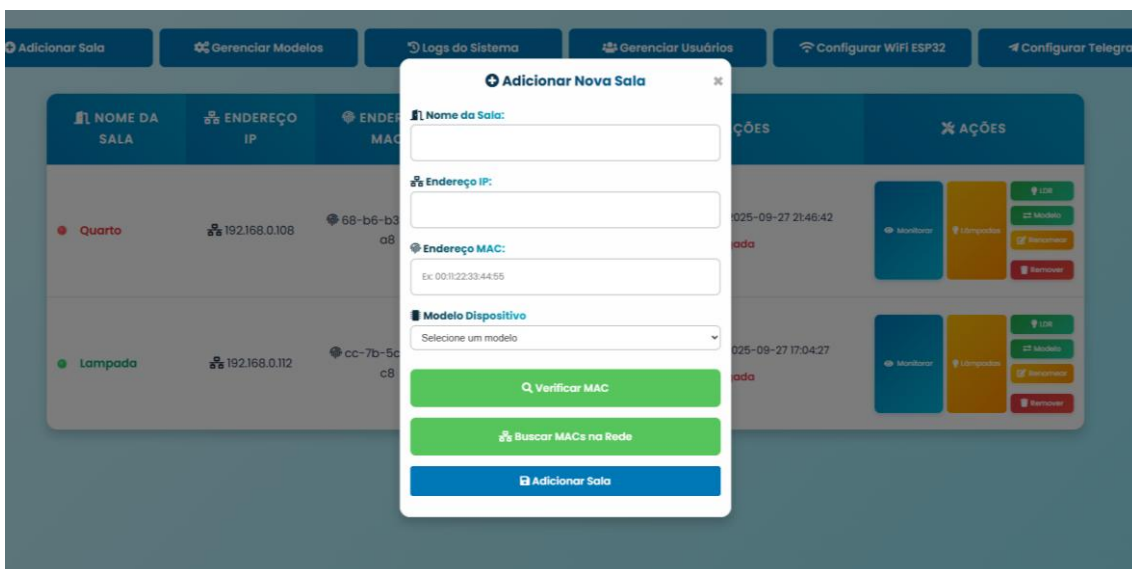 Adicionar Sala
Gerenciar Modelos
Logs do Sistema
Gerenciar Usuários
Configurar WiFi ESP32
Configurar Telegra
Adicionar Nova Sala
×
NOME DA
SALA
ENDEREÇO
IP
ENDER
MAC
ÇÕES
AÇÕES
Nome da Sala:
Endereço IP:
Endereço MAC:
Ex: 00:11:22:33:44:55
Modelo Dispositivo
Selecione um modelo
Verificar MAC
Buscar MACs na Rede
Adicionar Sala
Quarto
192.168.0.108
68-b6-b3
a8
2025-09-27 21:46:42
gada
Monitorar
Lâmpadas
LDR
Modelo
Renomear
Remover
Lampada
192.168.0.112
cc-7b-5c
c8
025-09-27 17:04:27
gada
Monitorar
Lâmpadas
LDR
Modelo
Renomear
Remover